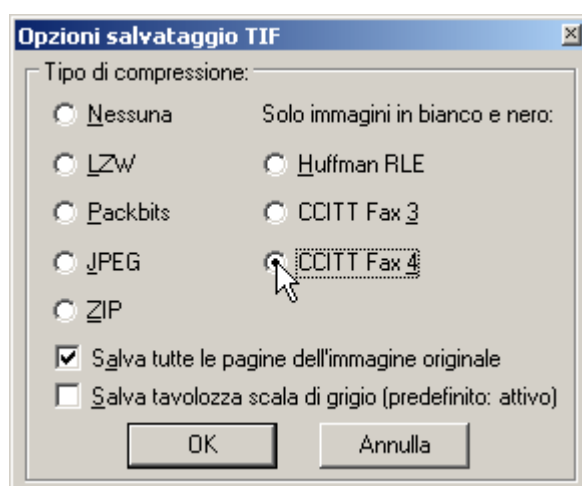 Opzioni salvataggio TIF
Tipo di compressione:
Nessuna
LZW
Packbits
JPEG
ZIP
Solo immagini in bianco e nero:
Huffman RLE
CCITT Fax 3
CCITT Fax 4
Salva tutte le pagine dell'immagine originale
Salva tavolozza scala di grigio (predefinito: attivo)
OK
Annulla